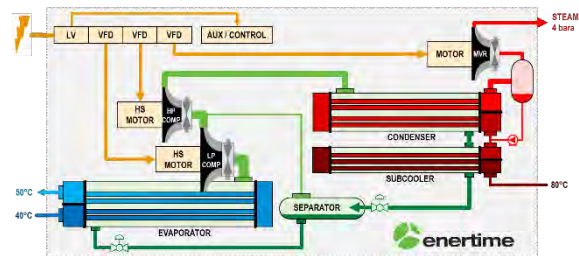 STEAM
4 bara
LV
VFD
VFD
VFD
AUX / CONTROL
MOTOR
MVR
HS
MOTOR
HP
COMP
HS
MOTOR
LP
COMP
CONDENSER
SUBCOOLER
80°C
50°C
40°C
EVAPORATOR
SEPARATOR
enertime